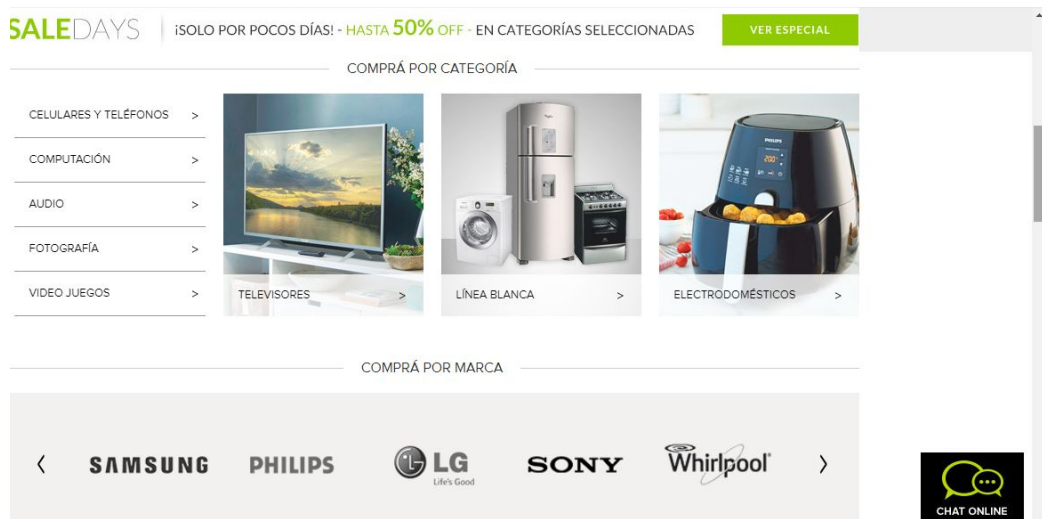 SALEDAYS
¡SOLO POR POCOS DÍAS! - HASTA 50% OFF - EN CATEGORÍAS SELECCIONADAS
VER ESPECIAL
COMPRÁ POR CATEGORÍA
CELULARES Y TELÉFONOS >
COMPUTACIÓN >
AUDIO >
FOTOGRAFÍA >
VIDEO JUEGOS >
TELEVISORES >
LÍNEA BLANCA >
PHILIPS
200°
ELECTRODOMÉSTICOS >
COMPRÁ POR MARCA
SAMSUNG
PHILIPS
LG
Life's Good
SONY
Whirlpool
CHAT ONLINE